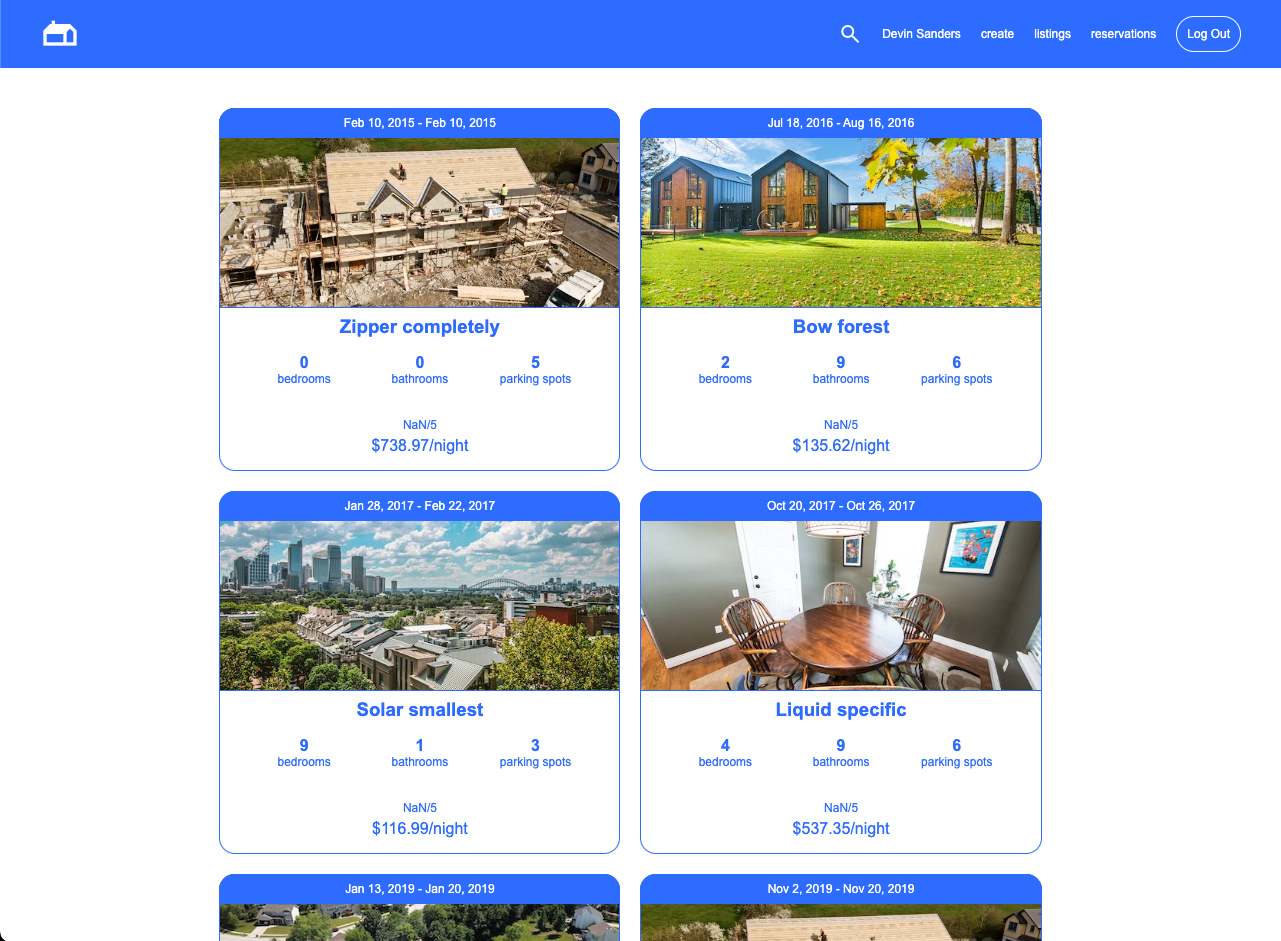 Devin Sanders create listings reservations Log Out
Feb 10, 2015 - Feb 10, 2015
Zipper completely
0 0 5
bedrooms bathrooms parking spots
NaN/5
$738.97/night
Jul 18, 2016 - Aug 16, 2016
Bow forest
2 9 6
bedrooms bathrooms parking spots
NaN/5
$135.62/night
Jan 28, 2017 - Feb 22, 2017
Solar smallest
9 1 3
bedrooms bathrooms parking spots
NaN/5
$116.99/night
Oct 20, 2017 - Oct 26, 2017
Liquid specific
4 9 6
bedrooms bathrooms parking spots
NaN/5
$537.35/night
Jan 13, 2019 - Jan 20, 2019
Nov 2, 2019 - Nov 20, 2019